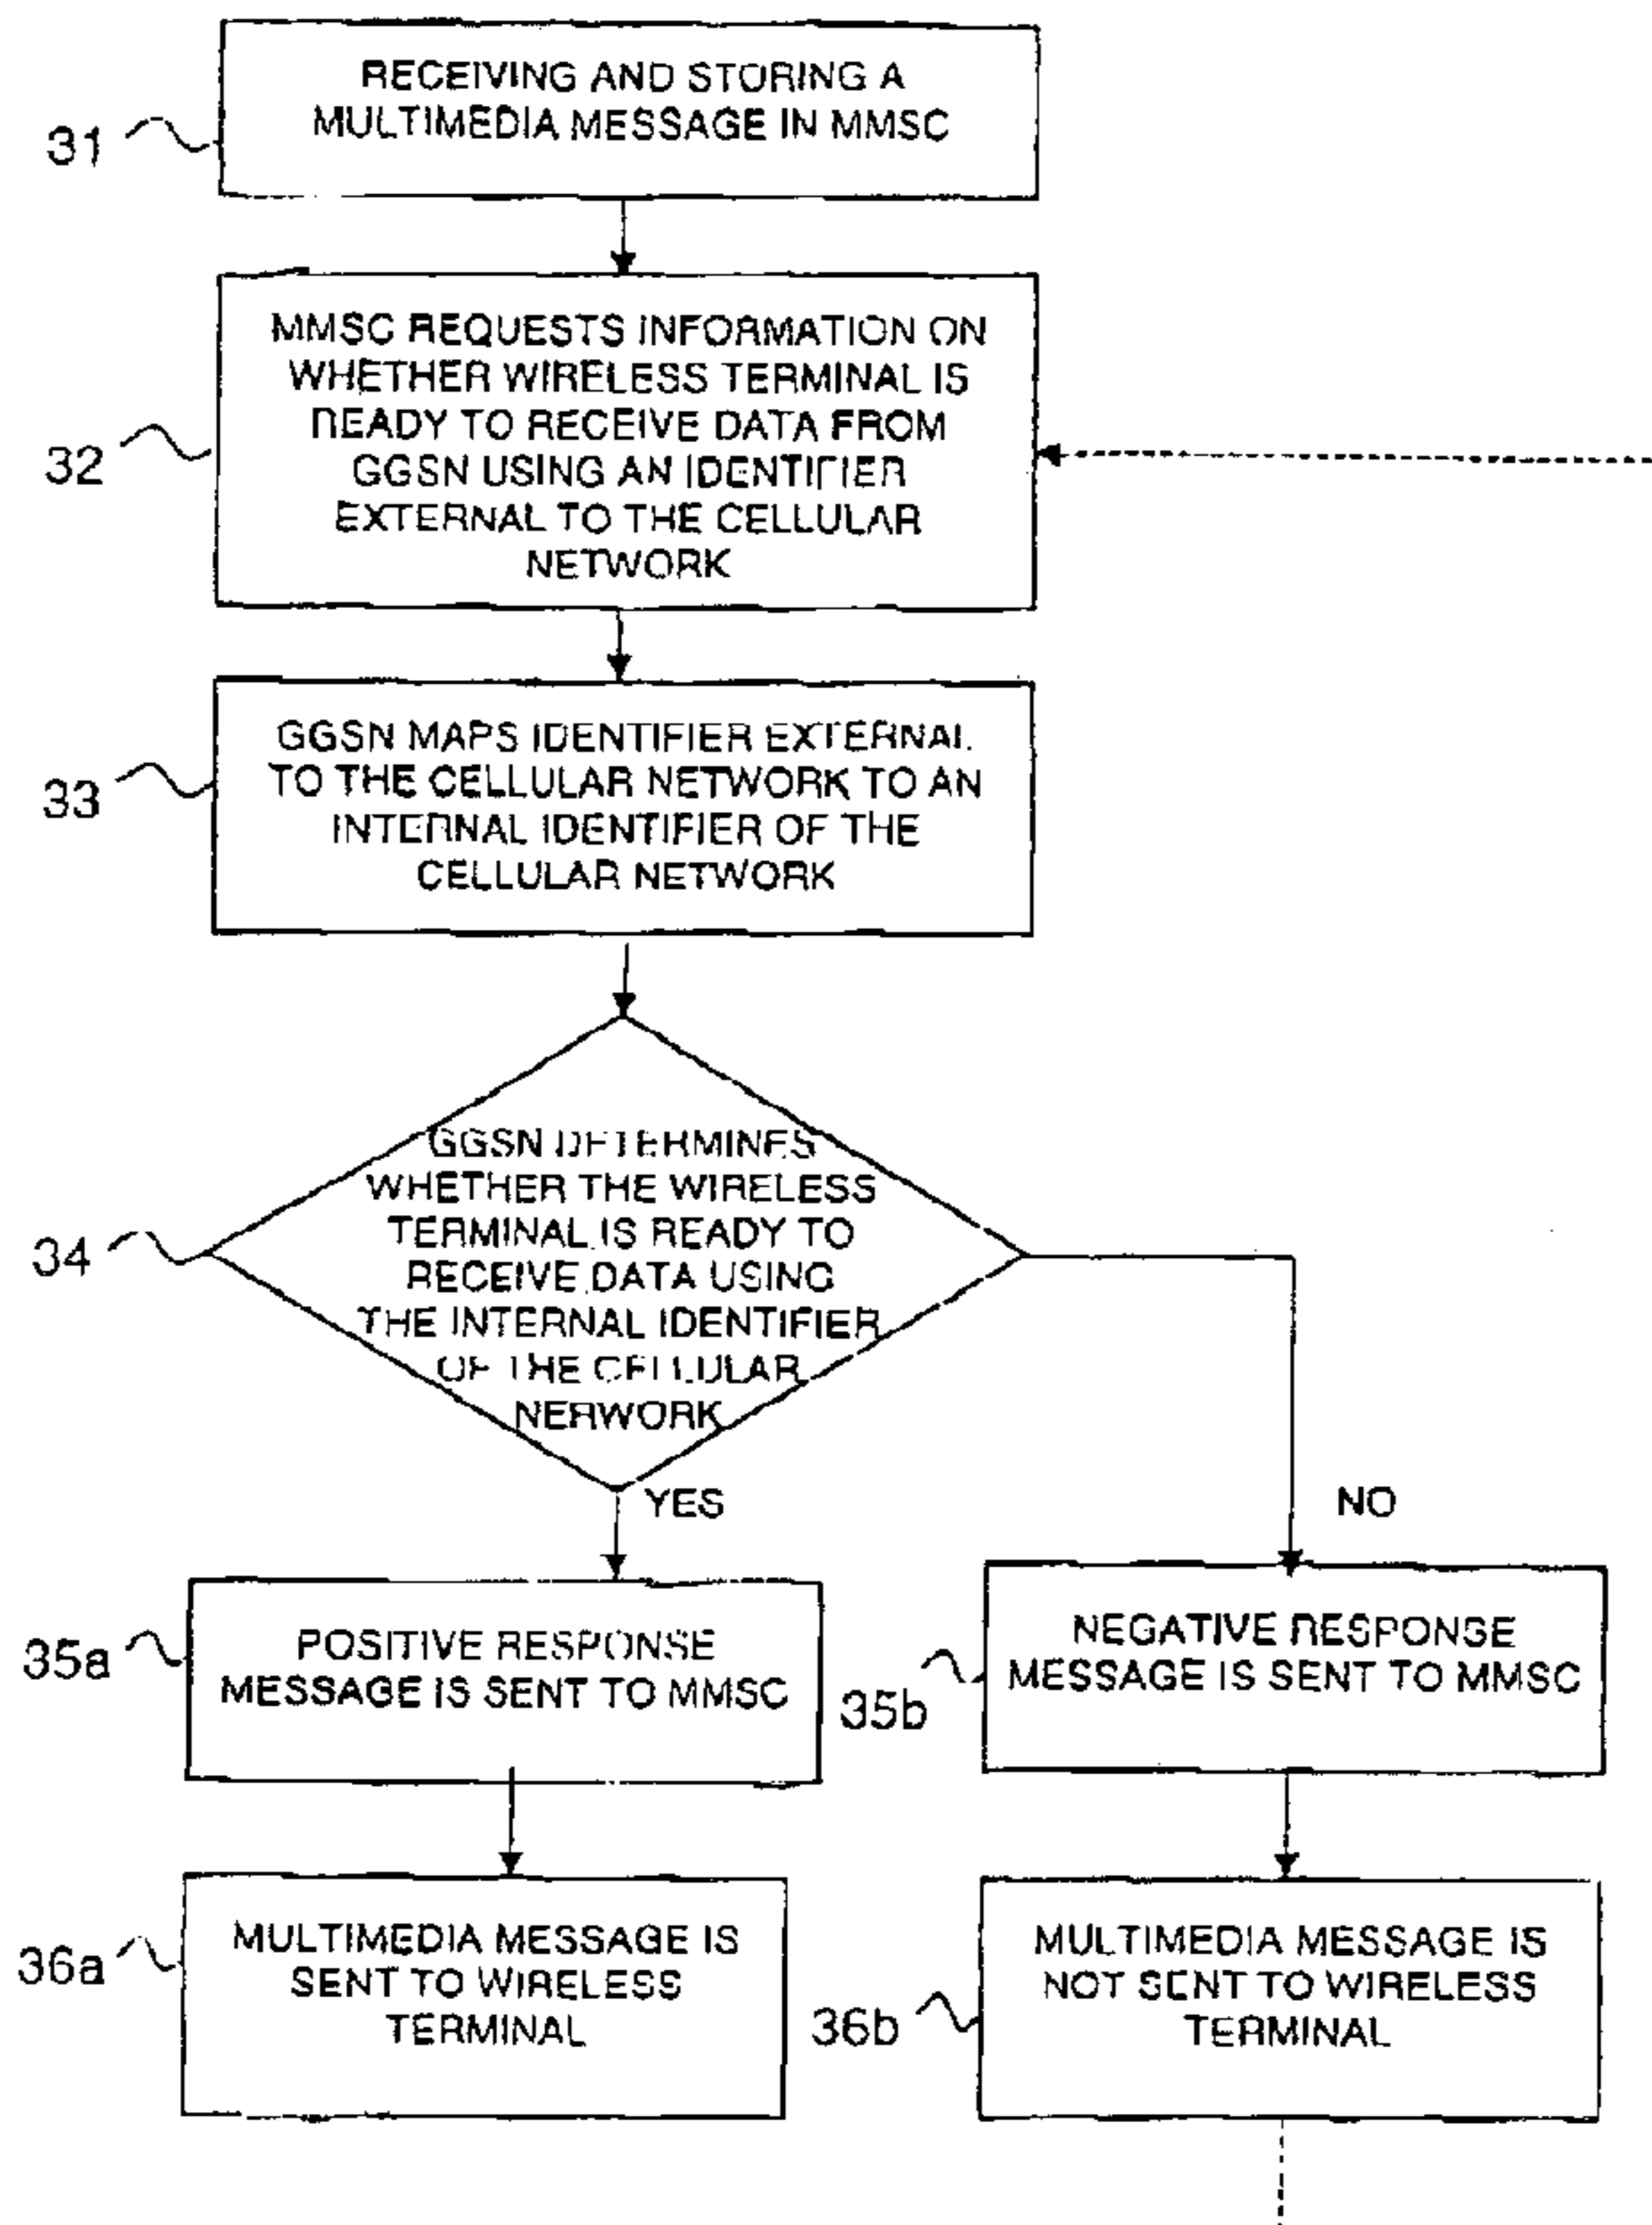 RECEIVING AND STORING A
MULTIMEDIA MESSAGE IN MMSC
31
MMSC REQUESTS INFORMATION ON
WHETHER WIRELESS TERMINAL IS
READY TO RECEIVE DATA FROM
GGSN USING AN IDENTIFIER
EXTERNAL TO THE CELLULAR
NETWORK
32
GGSN MAPS IDENTIFIER EXTERNAL
TO THE CELLULAR NETWORK TO AN
INTERNAL IDENTIFIER OF THE
CELLULAR NETWORK
33
GGSN DETERMINES
WHETHER THE WIRELESS
TERMINAL IS READY TO
RECEIVE DATA USING
THE INTERNAL IDENTIFIER
OF THE CELLULAR
NERWORK
34
YES
NO
POSITIVE RESPONSE
MESSAGE IS SENT TO MMSC
35a
NEGATIVE RESPONSE
MESSAGE IS SENT TO MMSC
35b
MULTIMEDIA MESSAGE IS
SENT TO WIRELESS
TERMINAL
36a
MULTIMEDIA MESSAGE IS
NOT SENT TO WIRELESS
TERMINAL
36b